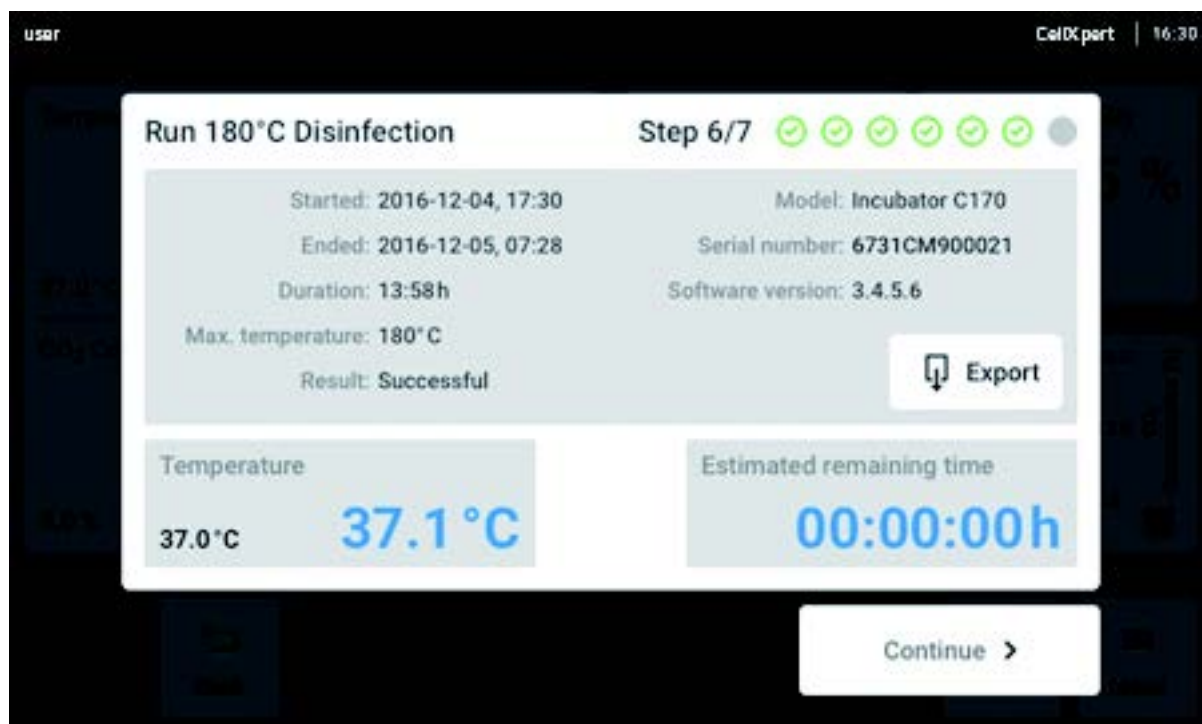 user
CellXpert | 16:30
Run 180°C Disinfection
Step 6/7
Started: 2016-12-04, 17:30
Ended: 2016-12-05, 07:28
Duration: 13:58h
Max. temperature: 180°C
Result: Successful
Model: Incubator C170
Serial number: 6731CM900021
Software version: 3.4.5.6
Export
Temperature
37.0°C
37.1°C
Estimated remaining time
00:00:00h
Continue